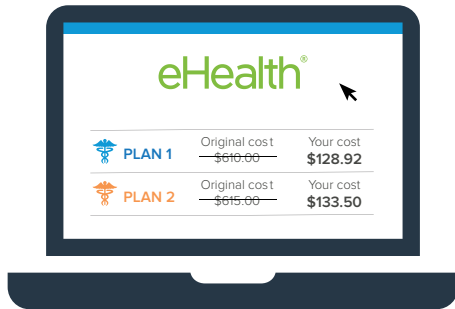 eHealth®
Original cost Your cost
PLAN 1 $610.00 $128.92
Original cost Your cost
PLAN 2 $615.00 $133.50